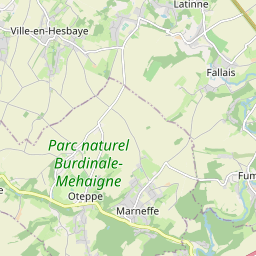 Latinne
Ville-en-Hesbaye
Fallais
Parc naturel
Burdinale-
Mehaigne
Oteppe
Fum
Marneffe